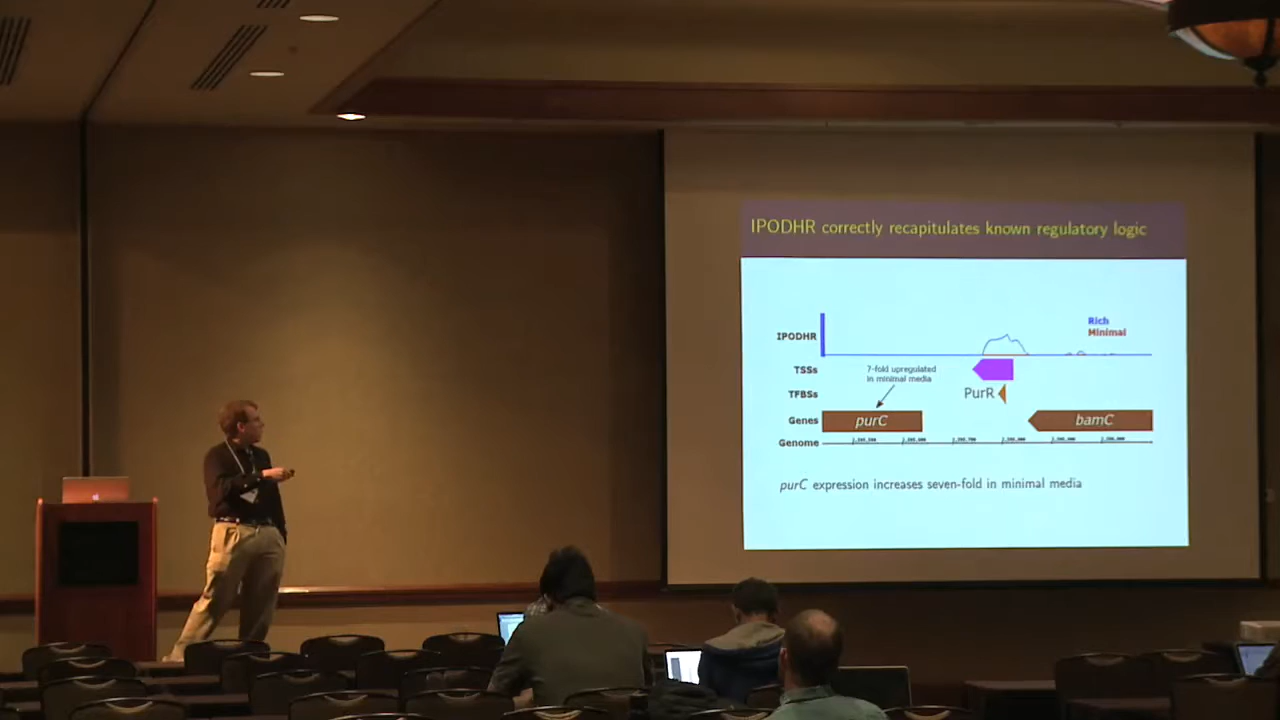 IPODHR correctly recapitulates known regulatory logic
Rich
Minimal
IPODHR
TSSs
7-fold upregulated
in minimal media
TFBSs
PurR
Genes
purC
bamC
Genome
purC expression increases seven-fold in minimal media